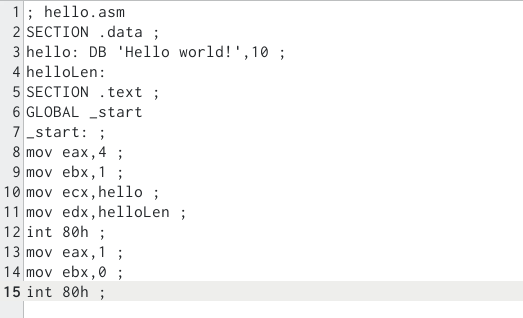 1 ; hello.asm
2 SECTION .data ;
3 hello: DB 'Hello world!',10 ;
4 helloLen:
5 SECTION .text ;
6 GLOBAL _start
7 _start: ;
8 mov eax,4 ;
9 mov ebx,1 ;
10 mov ecx,hello ;
11 mov edx,helloLen ;
12 int 80h ;
13 mov eax,1 ;
14 mov ebx,0 ;
15 int 80h ;